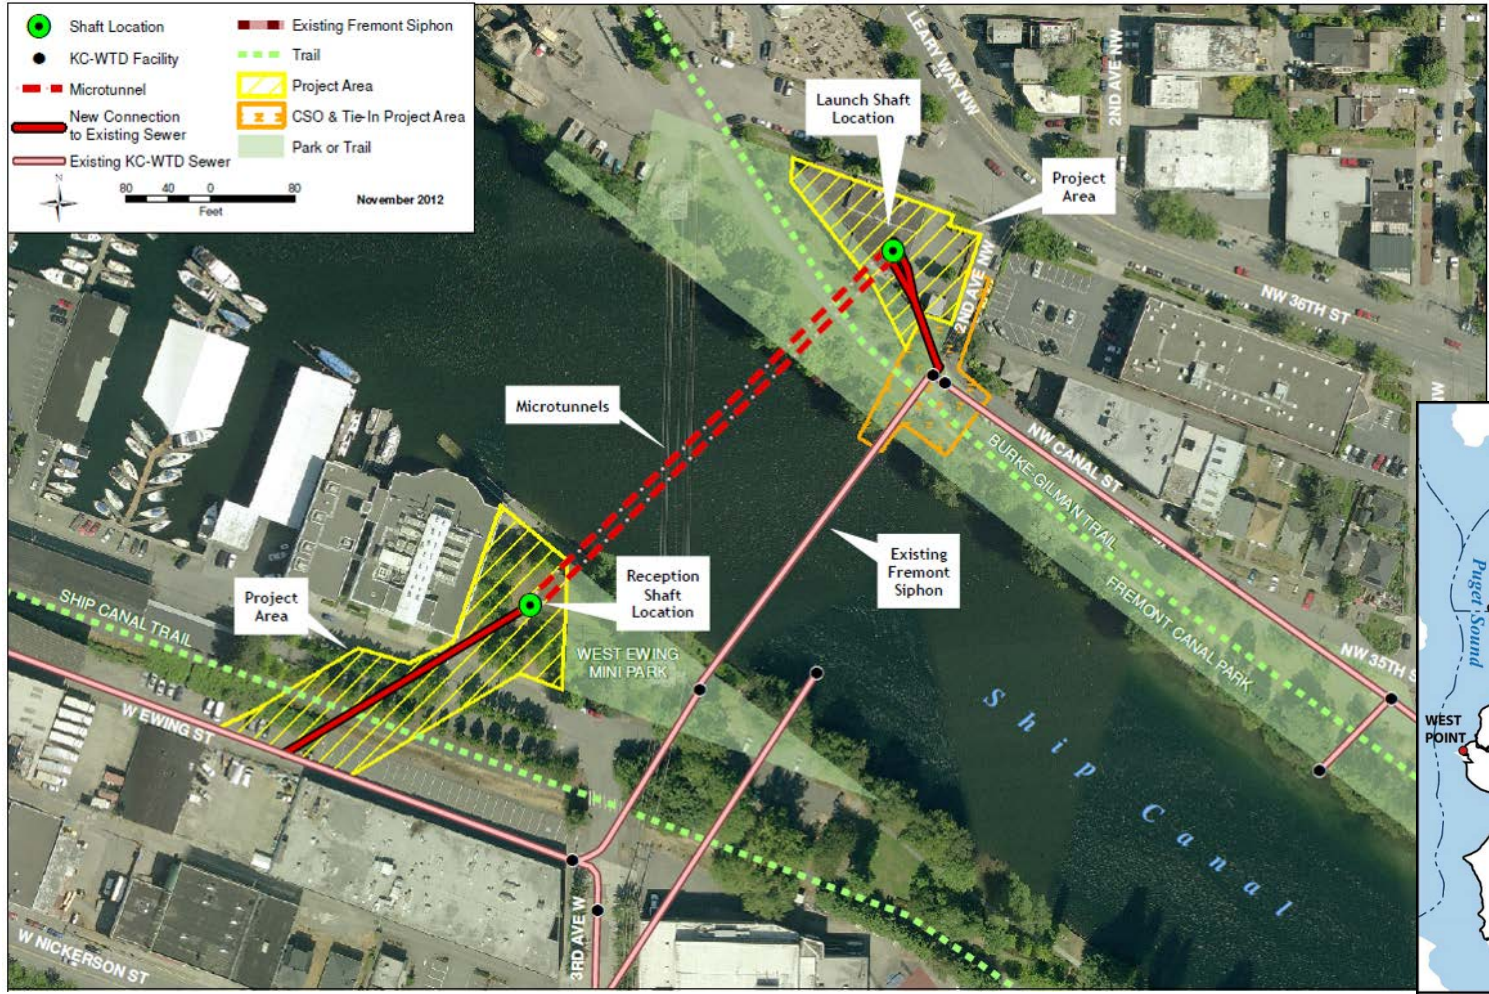 Shaft Location
KC-WTD Facility
Microtunnel
New Connection
to Existing Sewer
Existing KC-WTD Sewer
Existing Fremont Siphon
Trail
Project Area
CSO & Tie-In Project Area
Park or Trail
N
80 40 0 80
Feet
November 2012
LEARY WAY NW
2ND AVE NW
Launch Shaft
Location
Project
Area
2ND AVE NW
NW 36TH ST
Microtunnels
NW CANAL ST
BURKE-GILMAN TRAIL
FREMONT CANAL PARK
Existing
Fremont
Siphon
NW 35TH S
Reception
Shaft
Location
Project
Area
SHIP CANAL TRAIL
WEST EWING
MINI PARK
W EWING ST
Ship Canal
3RD AVE W
W NICKERSON ST
Puget Sound
WEST
POINT